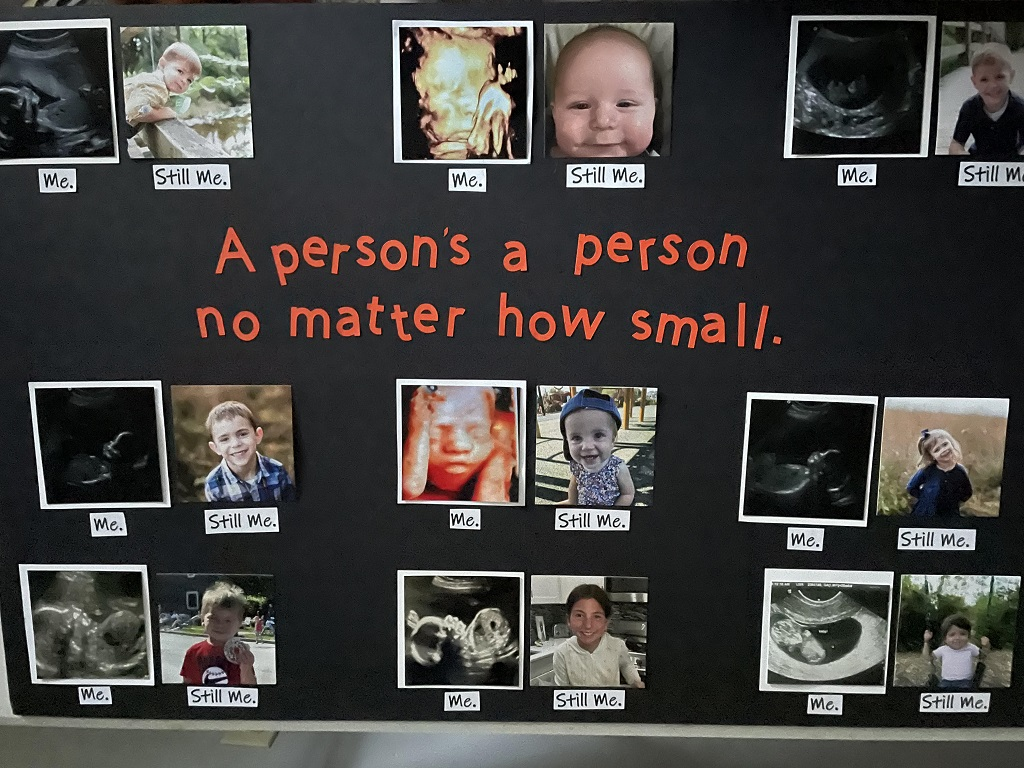 Me. Still Me. Me. Still Me. Me. Still M
A person's a person
no matter how small.
Me. Still Me. Me. Still Me. Me. Still Me.
Me. Still Me. Me. Still Me. Me. Still Me.